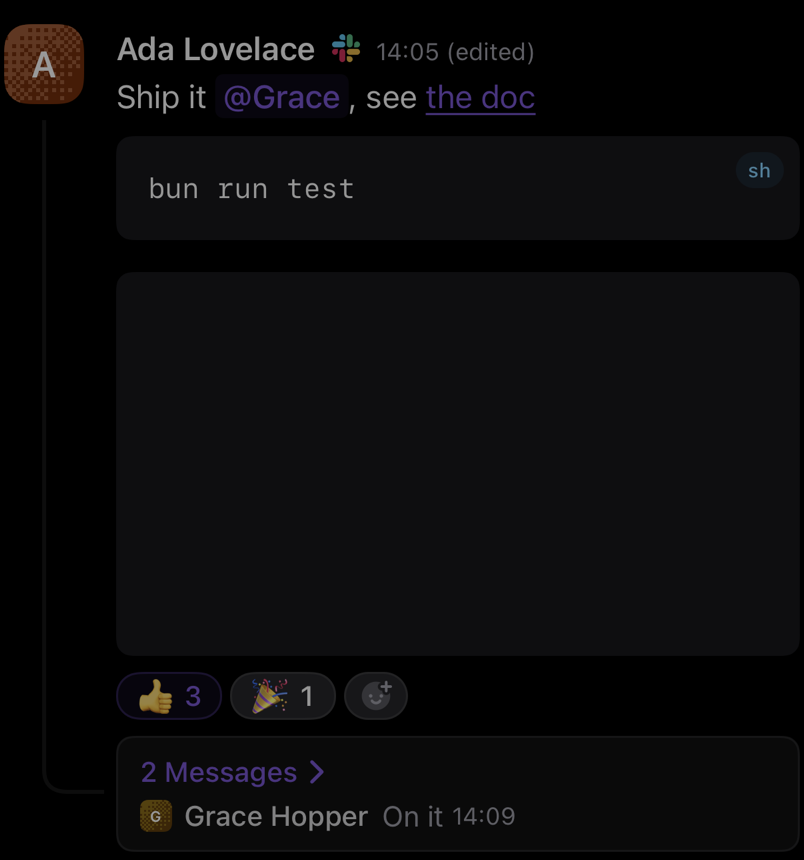 A
Ada Lovelace 14:05 (edited)
Ship it @Grace, see the doc
sh
bun run test
3 1
2 Messages
G
Grace Hopper On it 14:09